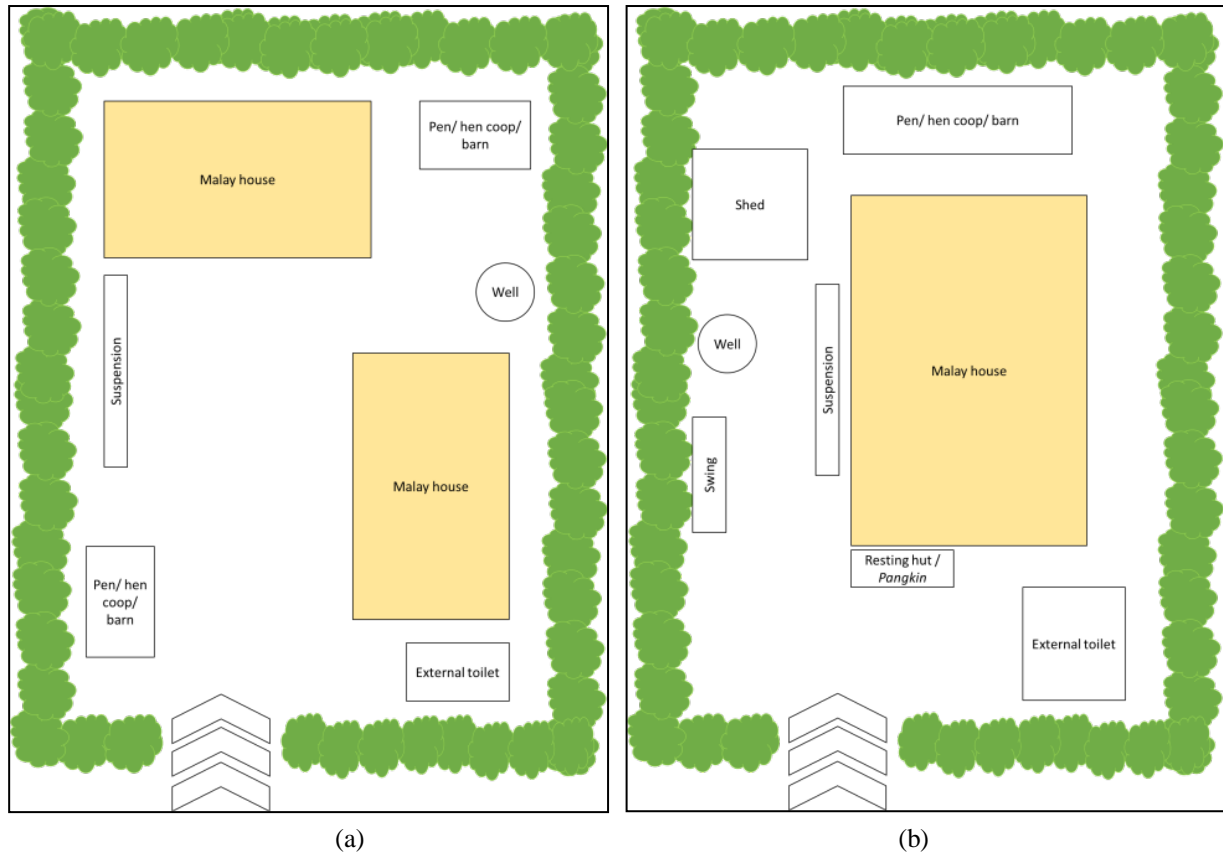 Malay house
Pen/ hen coop/
barn
Well
Suspension
Malay house
Pen/ hen
coop/
barn
External toilet
(a)
Pen/ hen coop/ barn
Shed
Malay house
Well
Suspension
Swing
Resting hut /
Pangkin
External toilet
(b)